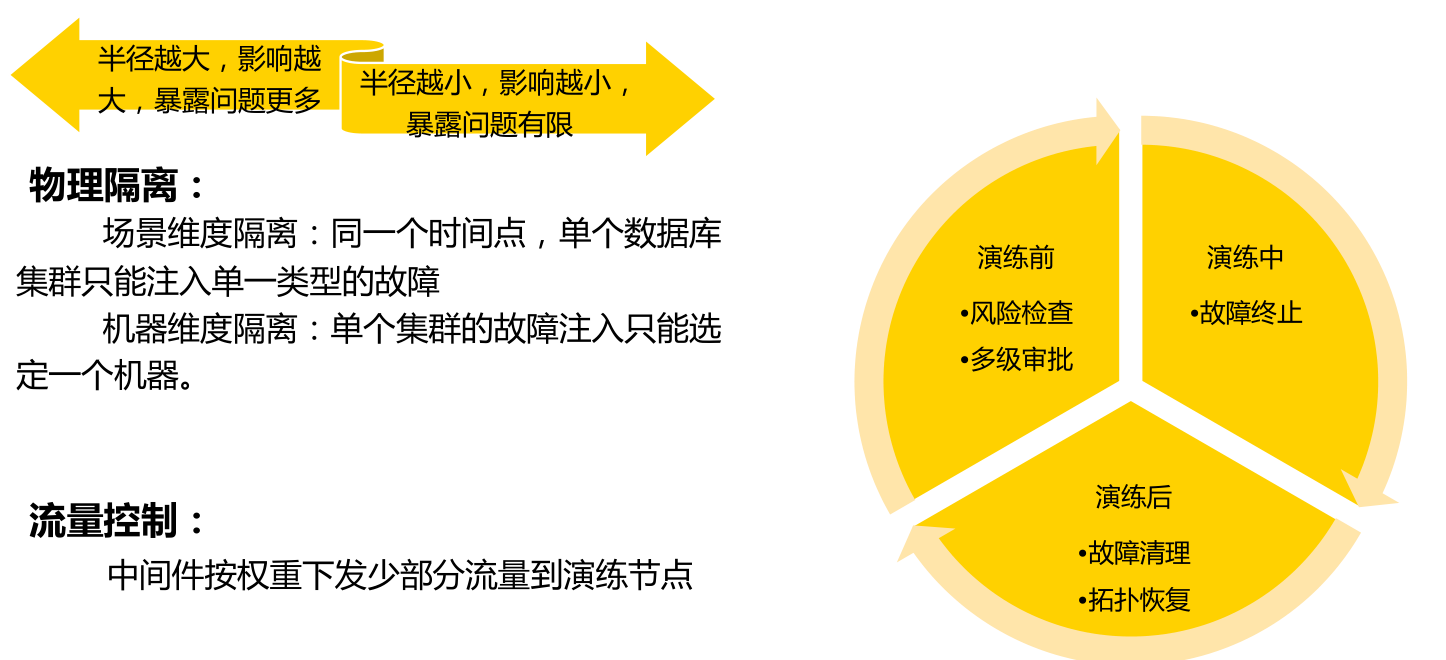 半径越大，影响越
大，暴露问题更多
半径越小，影响越小，
暴露问题有限
物理隔离：
场景维度隔离：同一个时间点，单个数据库
集群只能注入单一类型的故障
机器维度隔离：单个集群的故障注入只能选
定一个机器。
流量控制：
中间件按权重下发少部分流量到演练节点
演练前
•风险检查
•多级审批
演练中
•故障终止
演练后
•故障清理
•拓扑恢复